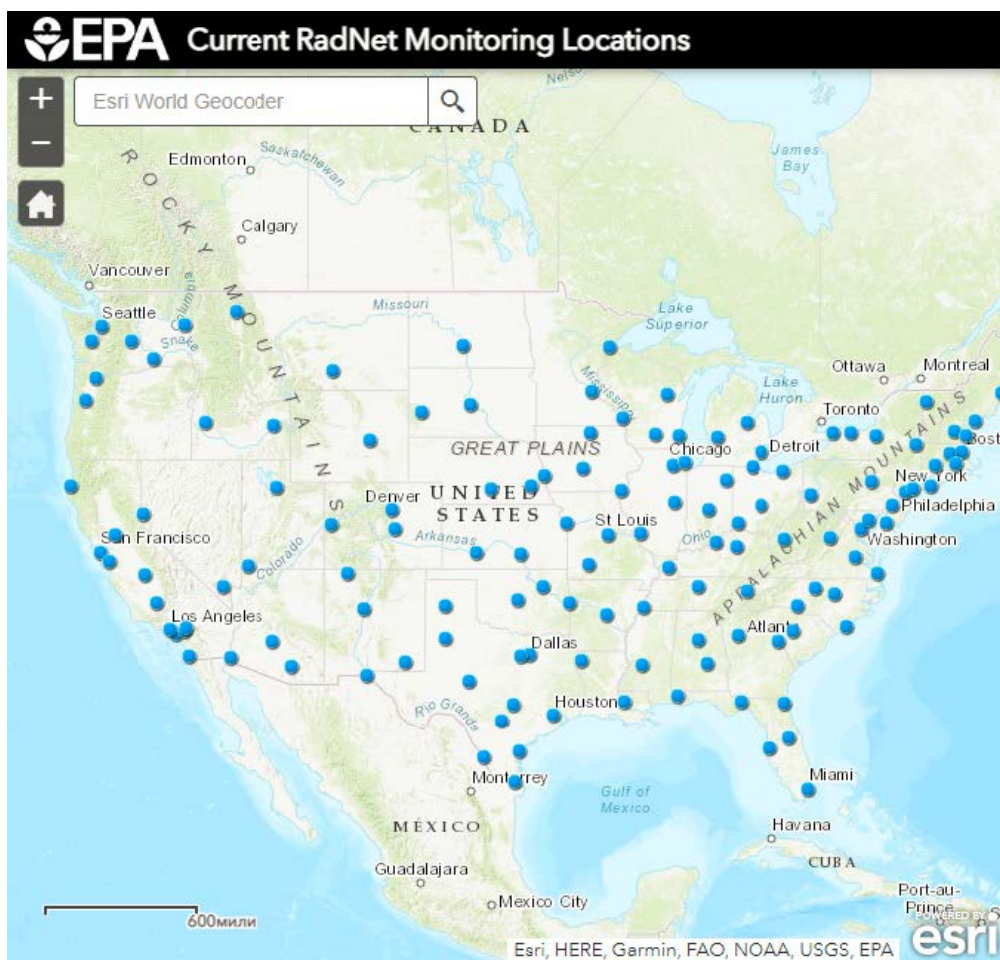 EPA Current RadNet Monitoring Locations
+
Esri World Geocoder
−
CANADA
James
Bay
Edmonton
Saskatchewan
ROCKY MOUNTAINS
Calgary
Vancouver
Columbia
Seattle
Snake
Missouri
Lake
Superior
Ottawa
Montreal
Mississippi
Lake
Huron
Toronto
GREAT PLAINS
Chicago
Detroit
New York
Philadelphia
Denver
UNITED
STATES
St Louis
Ohio
APPALACHIAN MOUNTAINS
Washington
San Francisco
Colorado
Arkansas
Los Angeles
Dallas
Houston
Rio Grande
Monterrey
Gulf of
Mexico
Miami
MÉXICO
Havana
CUBA
Guadalajara
Mexico City
Port-au-
Prince
600мили
POWERED BY
esri
Esri, HERE, Garmin, FAO, NOAA, USGS, EPA